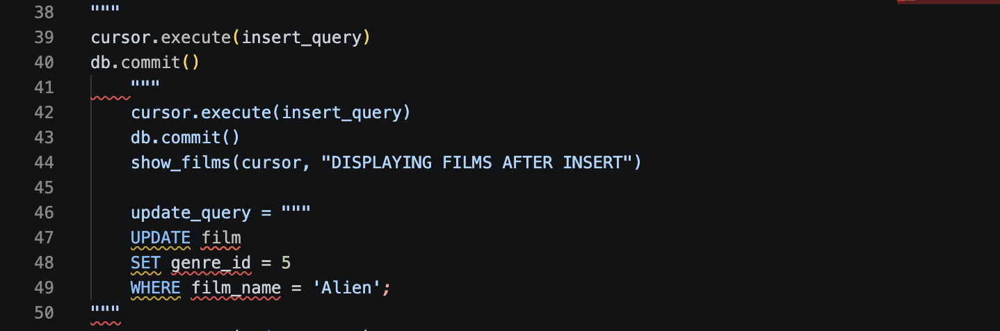 38 """
39 cursor.execute(insert_query)
40 db.commit()
41     """
42     cursor.execute(insert_query)
43     db.commit()
44     show_films(cursor, "DISPLAYING FILMS AFTER INSERT")
45
46     update_query = """
47     UPDATE film
48     SET genre_id = 5
49     WHERE film_name = 'Alien';
50 """